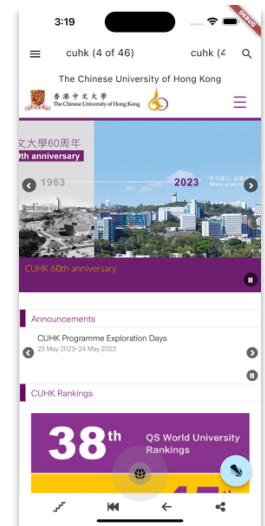 3:19
DEBUG
cuhk (4 of 46)
cuhk (4
The Chinese University of Hong Kong
香港中文大學
The Chinese University of Hong Kong
文大學60周年
0th anniversary
1963
2023
CUHK 60th anniversary
Announcements
CUHK Programme Exploration Days
23 May 2023-24 May 2023
CUHK Rankings
38th
QS World University
Rankings